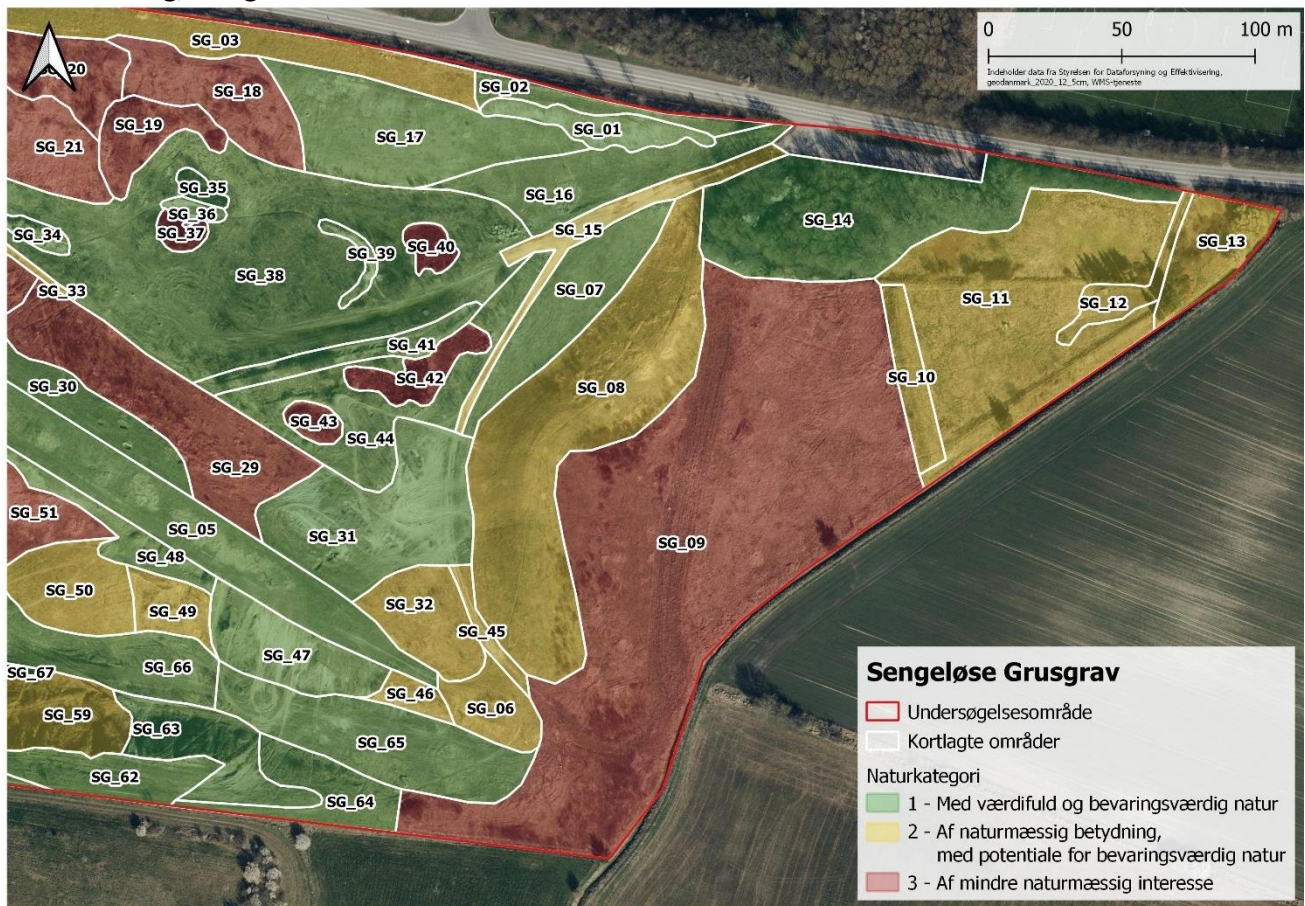 SG_03
0 50 100 m
Indeholder data fra Styrelsen for Dataforsyning og Effektivisering,
geodanmark_2020_12_5cm, WMS-tjeneste
SG_20
SG_18
SG_02
SG_01
SG_19
SG_17
SG_21
SG_35
SG_16
SG_36
SG_14
SG_37
SG_34
SG_15
SG_40
SG_39
SG_13
SG_38
SG_33
SG_07
SG_11
SG_12
SG_41
SG_30
SG_08
SG_42
SG_10
SG_43
SG_44
SG_29
SG_51
SG_05
SG_31
SG_09
SG_48
SG_50
SG_49
SG_32
SG_45
SG_47
SG_66
SG_67
SG_46
SG_06
SG_59
SG_63
SG_65
SG_62
SG_64
Sengeløse Grusgrav
Undersøgelsesområde
Kortlagte områder
Naturkategori
1 - Med værdifuld og bevaringsværdig natur
2 - Af naturmæssig betydning,
med potentiale for bevaringsværdig natur
3 - Af mindre naturmæssig interesse